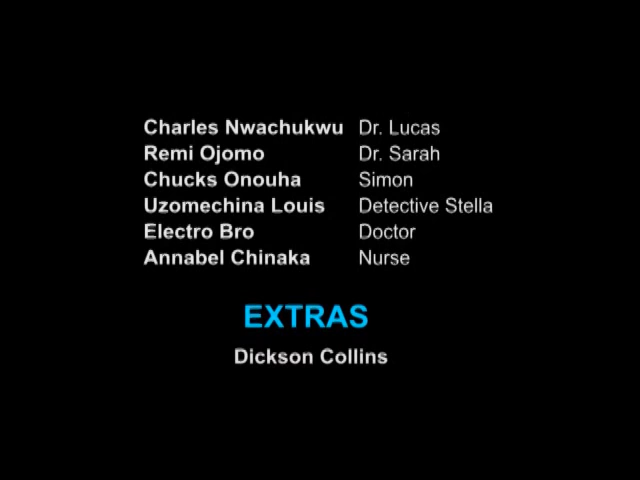 Charles Nwachukwu Dr. Lucas
Remi Ojomo Dr. Sarah
Chucks Onouha Simon
Uzomechina Louis Detective Stella
Electro Bro Doctor
Annabel Chinaka Nurse
EXTRAS
Dickson Collins